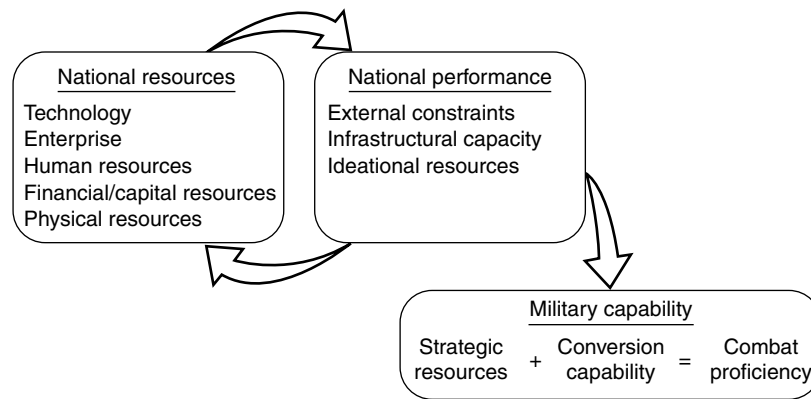 National resources
Technology
Enterprise
Human resources
Financial/capital resources
Physical resources
National performance
External constraints
Infrastructural capacity
Ideational resources
Military capability
Strategic resources + Conversion capability = Combat proficiency